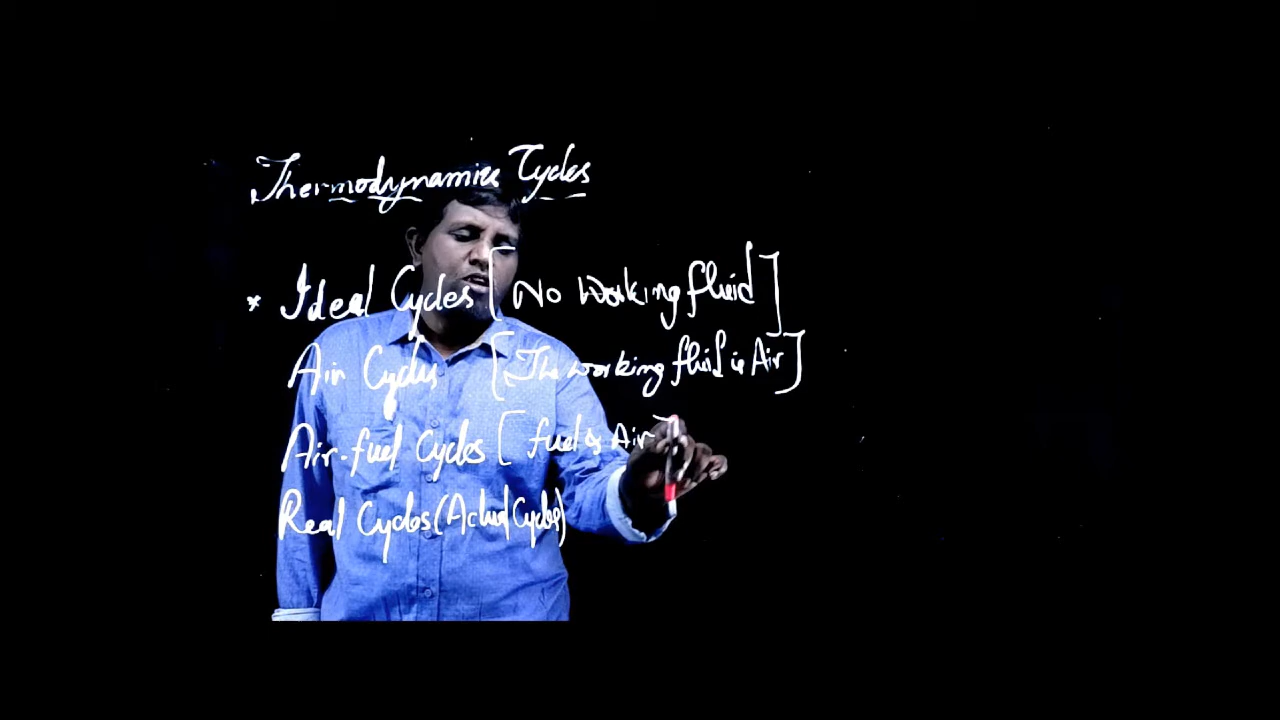 Thermodynamics Cycles
* Ideal Cycles [No Working fluid]
Air Cycles [The working fluid is Air]
Air-fuel Cycles [fuel & Air]
Real Cycles (Actual Cycles)